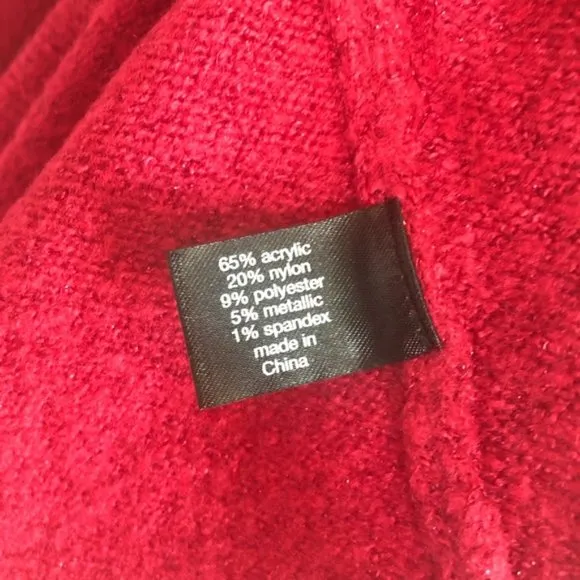 65% acrylic
20% nylon
9% polyester
5% metallic
1% spandex
made in
China